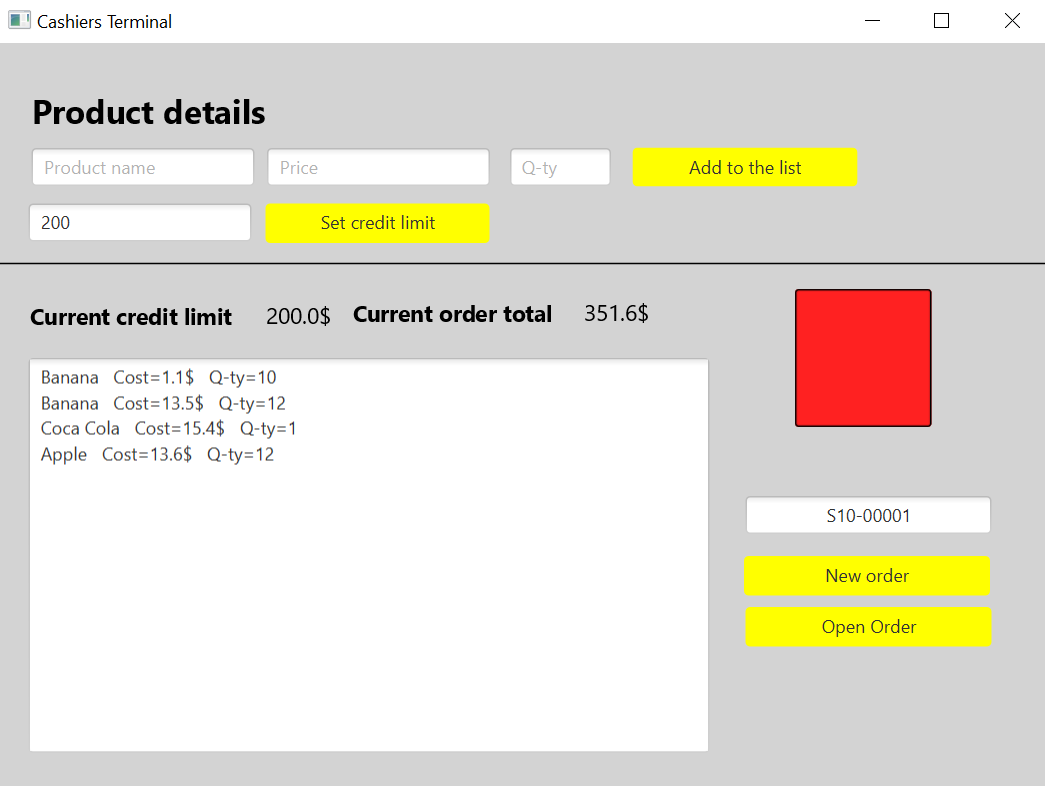 Cashiers Terminal
Product details
Product name Price Q-ty Add to the list
200 Set credit limit
Current credit limit 200.0$ Current order total 351.6$
Banana Cost=1.1$ Q-ty=10
Banana Cost=13.5$ Q-ty=12
Coca Cola Cost=15.4$ Q-ty=1
Apple Cost=13.6$ Q-ty=12
S10-00001
New order
Open Order